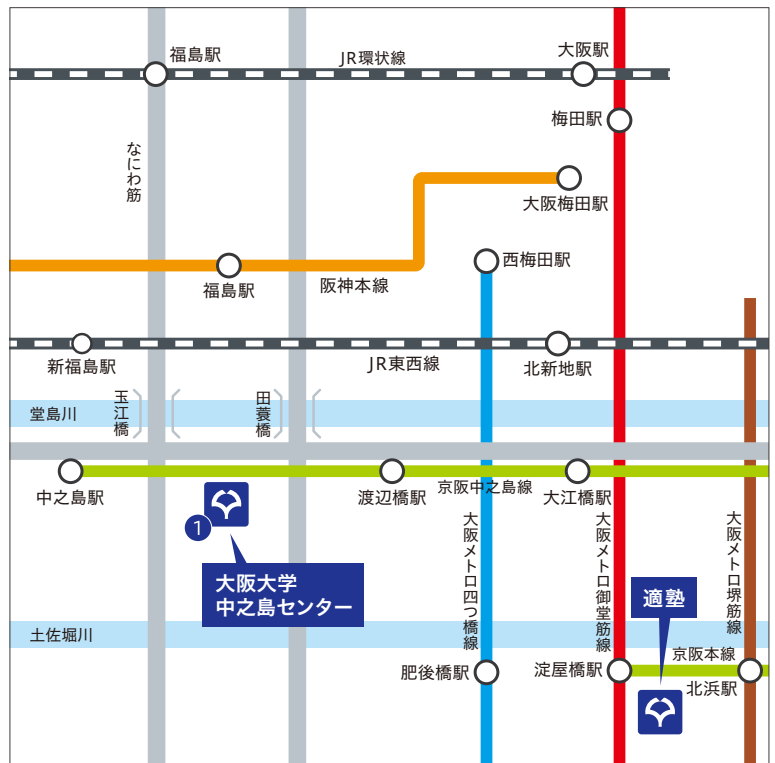 福島駅
JR環状線
大阪駅
梅田駅
なにわ筋
大阪梅田駅
西梅田駅
福島駅
阪神本線
新福島駅
JR東西線
北新地駅
堂島川
玉江橋
田蓑橋
中之島駅
渡辺橋駅
京阪中之島線
大江橋駅
1
大阪大学
中之島センター
大阪メトロ四つ橋線
大阪メトロ御堂筋線
大阪メトロ堺筋線
適塾
土佐堀川
京阪本線
肥後橋駅
淀屋橋駅
北浜駅